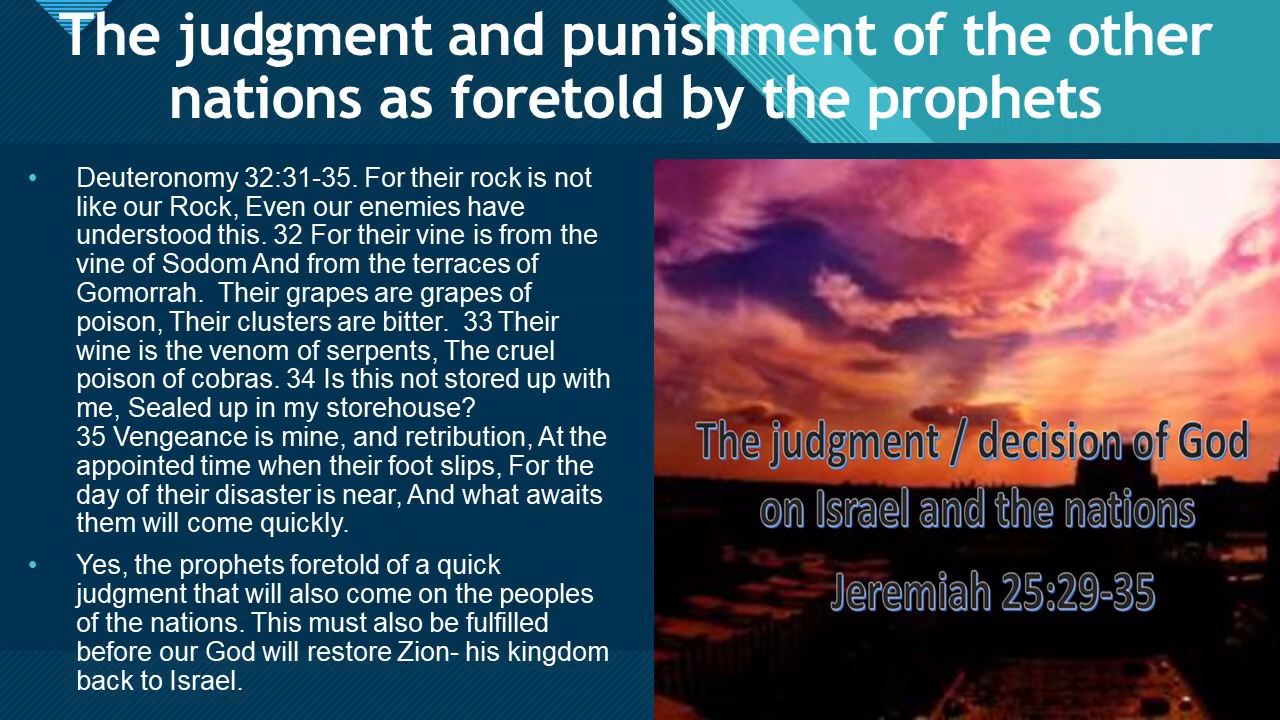 The judgment and punishment of the other
nations as foretold by the prophets
• Deuteronomy 32:31-35. For their rock is not
like our Rock, Even our enemies have
understood this. 32 For their vine is from the
vine of Sodom And from the terraces of
Gomorrah.  Their grapes are grapes of
poison, Their clusters are bitter.  33 Their
wine is the venom of serpents, The cruel
poison of cobras. 34 Is this not stored up with
me, Sealed up in my storehouse?
35 Vengeance is mine, and retribution, At the
appointed time when their foot slips, For the
day of their disaster is near, And what awaits
them will come quickly.
• Yes, the prophets foretold of a quick
judgment that will also come on the peoples
of the nations. This must also be fulfilled
before our God will restore Zion- his kingdom
back to Israel.
The judgment / decision of God
on Israel and the nations
Jeremiah 25:29-35